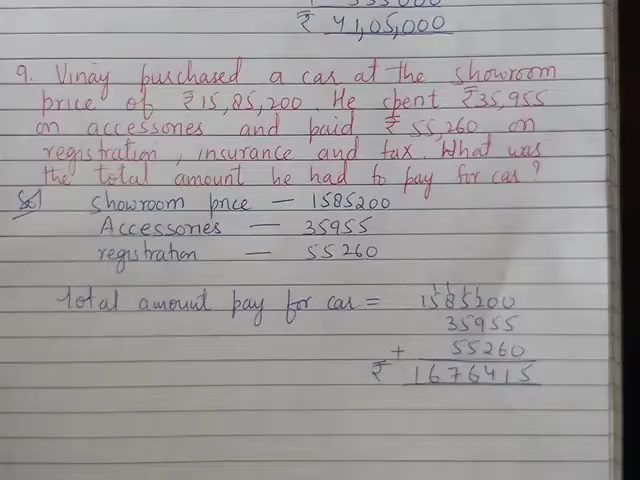 ₹ 41,05,000
9. Vinay purchased a car at the showroom
price of ₹15,85,200. He spent ₹35,955
on accessories and paid ₹ 55,260 on
registration, insurance and tax. What was
the total amount he had to pay for car?
Sol showroom price — 1585200
Accessories — 35955
registration — 55260
Total amount pay for car = 1585200
35955
+ 55260
₹ 1676415